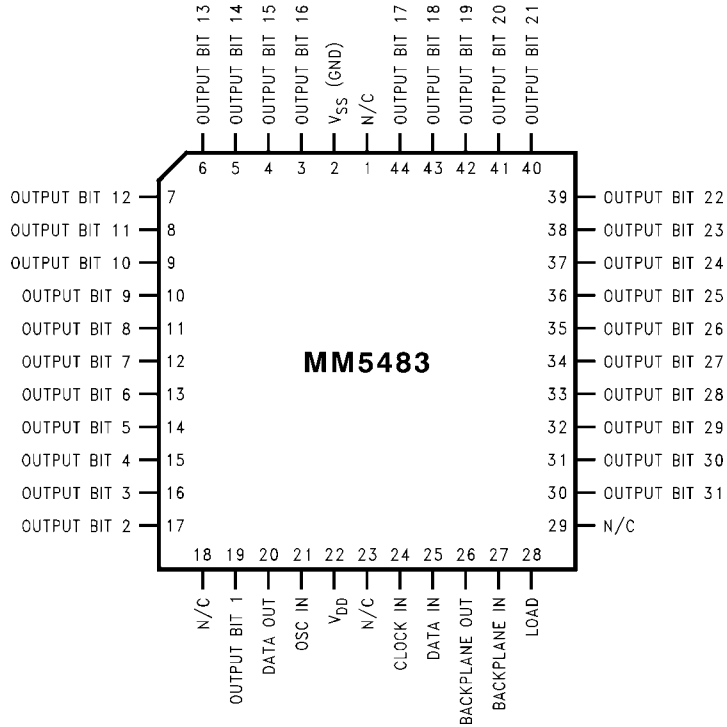 OUTPUT BIT 13
OUTPUT BIT 14
OUTPUT BIT 15
OUTPUT BIT 16
VSS (GND)
N/C
OUTPUT BIT 17
OUTPUT BIT 18
OUTPUT BIT 19
OUTPUT BIT 20
OUTPUT BIT 21
6 5 4 3 2 1 44 43 42 41 40
OUTPUT BIT 12 7
OUTPUT BIT 11 8
OUTPUT BIT 10 9
OUTPUT BIT 9 10
OUTPUT BIT 8 11
OUTPUT BIT 7 12
OUTPUT BIT 6 13
OUTPUT BIT 5 14
OUTPUT BIT 4 15
OUTPUT BIT 3 16
OUTPUT BIT 2 17
MM5483
39 OUTPUT BIT 22
38 OUTPUT BIT 23
37 OUTPUT BIT 24
36 OUTPUT BIT 25
35 OUTPUT BIT 26
34 OUTPUT BIT 27
33 OUTPUT BIT 28
32 OUTPUT BIT 29
31 OUTPUT BIT 30
30 OUTPUT BIT 31
29 N/C
18 19 20 21 22 23 24 25 26 27 28
N/C
OUTPUT BIT 1
DATA OUT
OSC IN
VDD
N/C
CLOCK IN
DATA IN
BACKPLANE OUT
BACKPLANE IN
LOAD